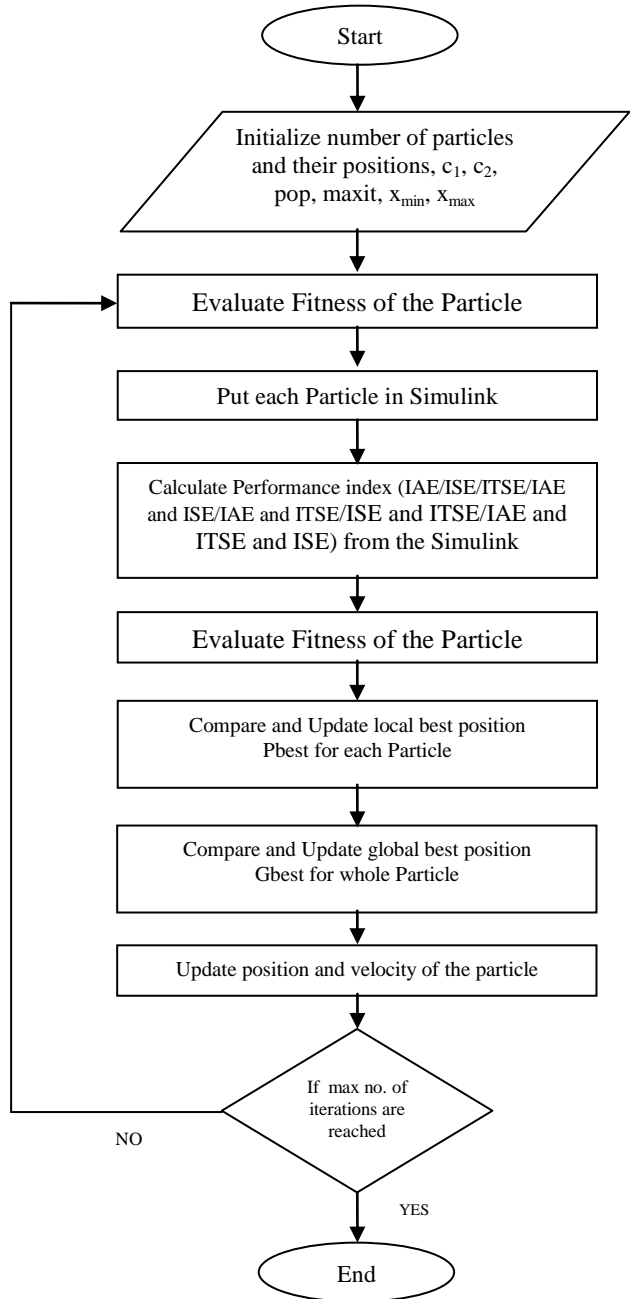 Start
Initialize number of particles
and their positions, c₁, c₂,
pop, maxit, xmin, xmax
Evaluate Fitness of the Particle
Put each Particle in Simulink
Calculate Performance index (IAE/ISE/ITSE/IAE
and ISE/IAE and ITSE/ISE and ITSE/IAE and
ITSE and ISE) from the Simulink
Evaluate Fitness of the Particle
Compare and Update local best position
Pbest for each Particle
Compare and Update global best position
Gbest for whole Particle
Update position and velocity of the particle
If max no. of
iterations are
reached
NO
YES
End